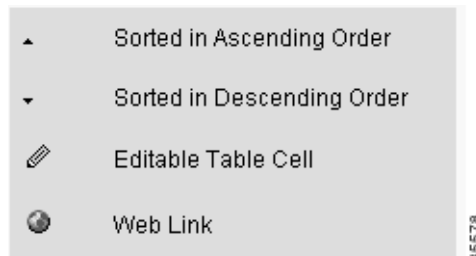 Sorted in Ascending Order
Sorted in Descending Order
Editable Table Cell
Web Link